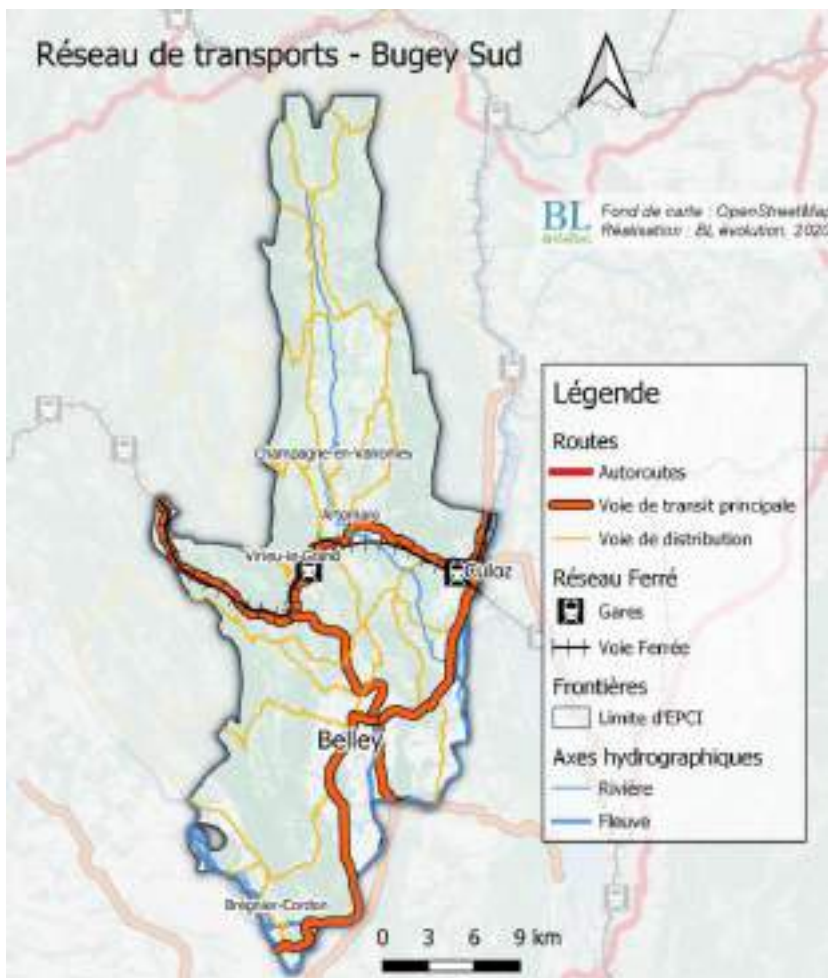 Réseau de transports - Bugey Sud
BL
évolution
Fond de carte : OpenStreetMap
Réalisation : BL évolution, 2020
Champagne-en-Valromey
Artemare
Virieu-le-Grand
Culoz
Belley
Brégnier-Cordon
Légende
Routes
Autoroutes
Voie de transit principale
Voie de distribution
Réseau Ferré
Gares
Voie Ferrée
Frontières
Limite d'EPCI
Axes hydrographiques
Rivière
Fleuve
0 3 6 9 km